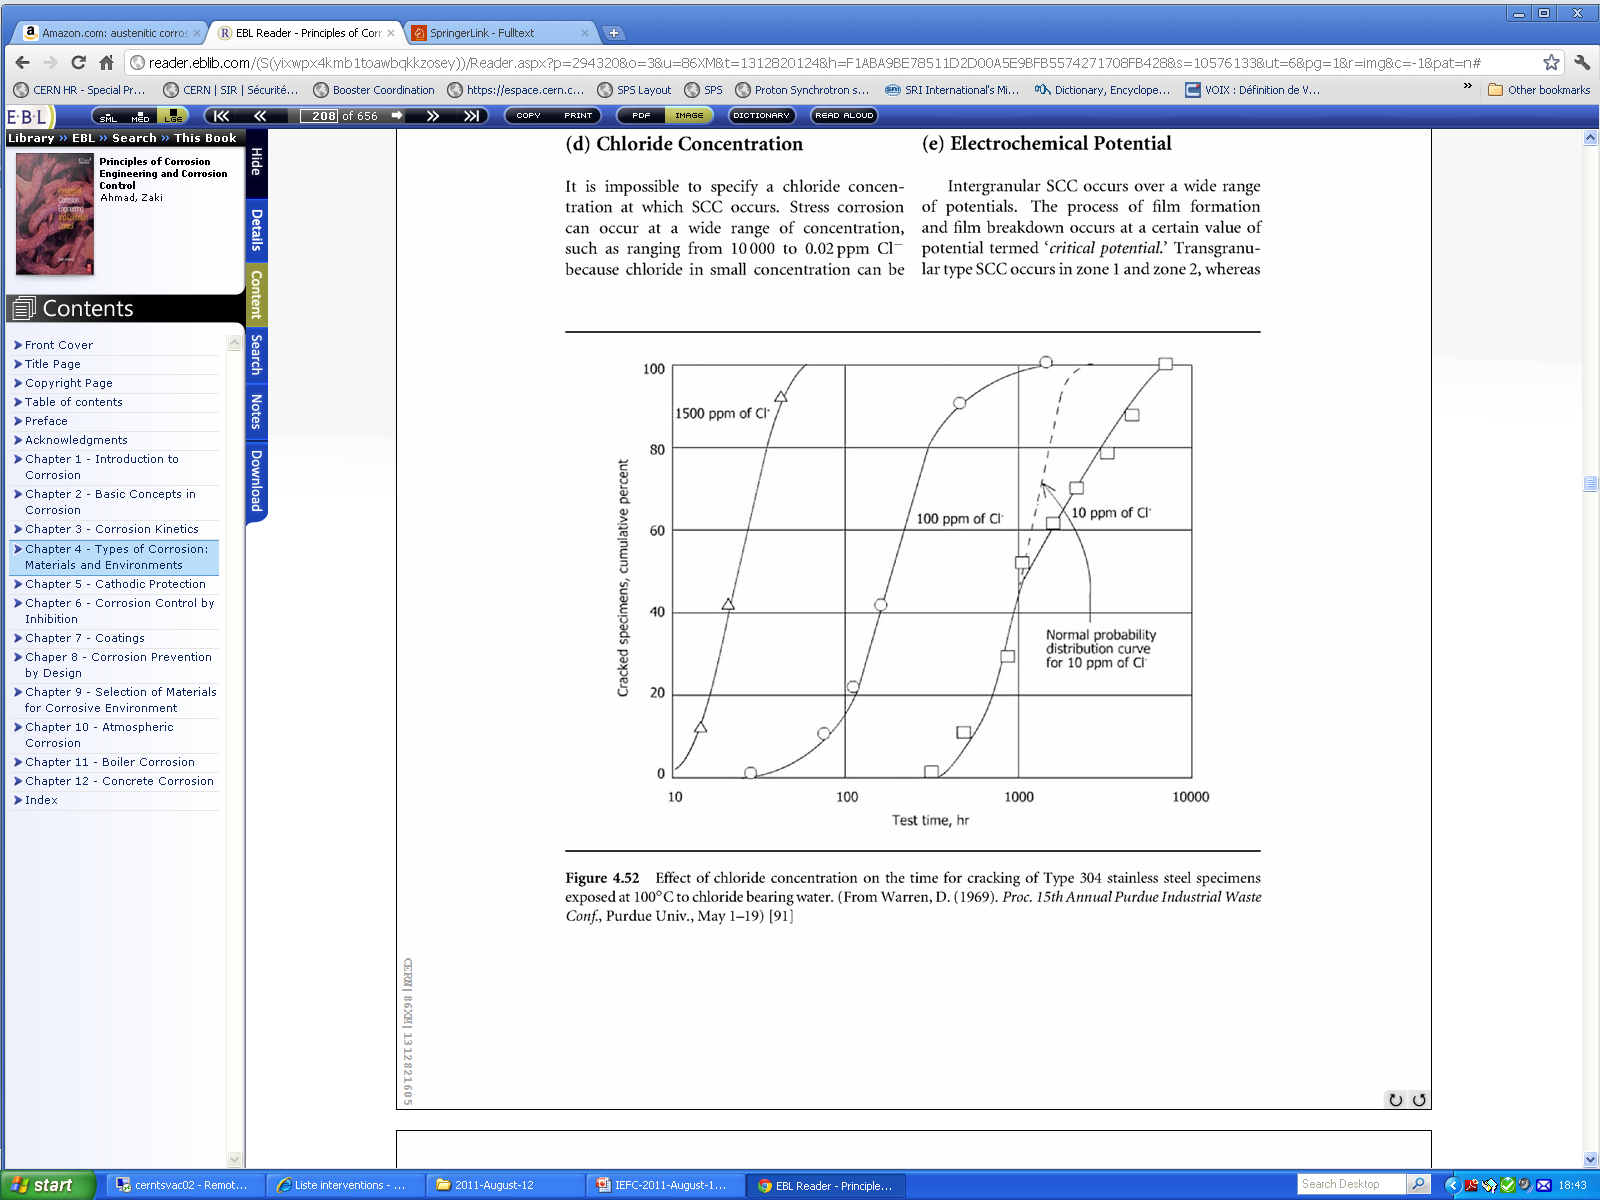 Amazon.com: austenitic corros
EBL Reader - Principles of Corr
SpringerLink - Fulltext
reader.eblib.com/(S(yixwpx4kmb1toawbqkkzosey))/Reader.aspx?p=294320&o=3&u=86XM&t=1312820124&h=F1ABA9BE78511D2D00A5E9BFB5574271708FB428&s=10576133&ut=6&pg=1&r=img&c=-1&pat=n#
CERN HR - Special Pr...
CERN | SIR | Sécurité...
Booster Coordination
https://espace.cern.c...
SPS Layout
SPS
Proton Synchrotron s...
SRI International's Mi...
Dictionary, Encyclope...
VOIX : Définition de V...
»
Other bookmarks
E·B·L
SML MED LGE
208 of 656
COPY PRINT
PDF IMAGE
DICTIONARY
READ ALOUD
Library » EBL » Search » This Book
Principles of Corrosion
Engineering and Corrosion
Control
Ahmad, Zaki
Contents
Front Cover
Title Page
Copyright Page
Table of contents
Preface
Acknowledgments
Chapter 1 - Introduction to
Corrosion
Chapter 2 - Basic Concepts in
Corrosion
Chapter 3 - Corrosion Kinetics
Chapter 4 - Types of Corrosion:
Materials and Environments
Chapter 5 - Cathodic Protection
Chapter 6 - Corrosion Control by
Inhibition
Chapter 7 - Coatings
Chaper 8 - Corrosion Prevention
by Design
Chapter 9 - Selection of Materials
for Corrosive Environment
Chapter 10 - Atmospheric
Corrosion
Chapter 11 - Boiler Corrosion
Chapter 12 - Concrete Corrosion
Index
Hide
Details
Content
Search
Notes
Download
(d) Chloride Concentration
It is impossible to specify a chloride concen-
tration at which SCC occurs. Stress corrosion
can occur at a wide range of concentration,
such as ranging from 10 000 to 0.02 ppm Cl−
because chloride in small concentration can be
(e) Electrochemical Potential
Intergranular SCC occurs over a wide range
of potentials. The process of film formation
and film breakdown occurs at a certain value of
potential termed ‘critical potential.’ Transgranu-
lar type SCC occurs in zone 1 and zone 2, whereas
Cracked specimens, cumulative percent
100
80
60
40
20
0
1500 ppm of Cl-
100 ppm of Cl-
10 ppm of Cl-
Normal probability
distribution curve
for 10 ppm of Cl-
10
100
1000
10000
Test time, hr
Figure 4.52 Effect of chloride concentration on the time for cracking of Type 304 stainless steel specimens
exposed at 100°C to chloride bearing water. (From Warren, D. (1969). Proc. 15th Annual Purdue Industrial Waste
Conf., Purdue Univ., May 1–19) [91]
CERN | 86XM | 1312821605
start
cerntsvac02 - Remot...
Liste interventions - ...
2011-August-12
IEFC-2011-August-1...
EBL Reader - Principle...
Search Desktop
18:43